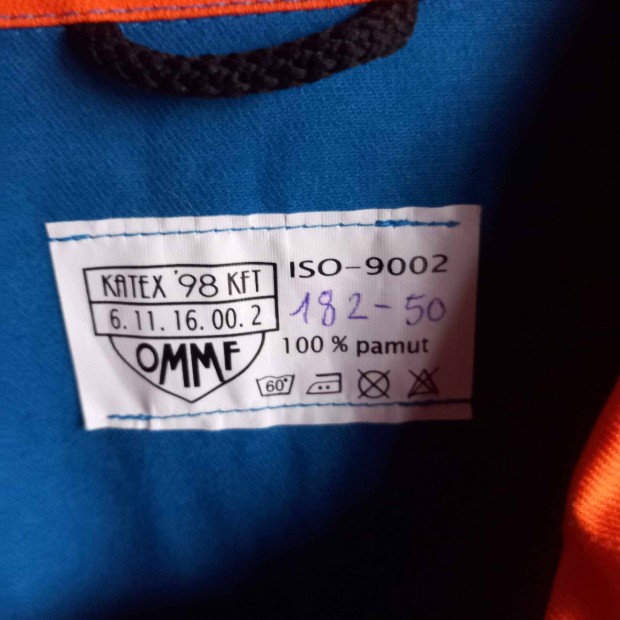 KATEX '98 KFT
6. 11. 16. 00. 2
OMMF
ISO-9002
182-50
100 % pamut
60°